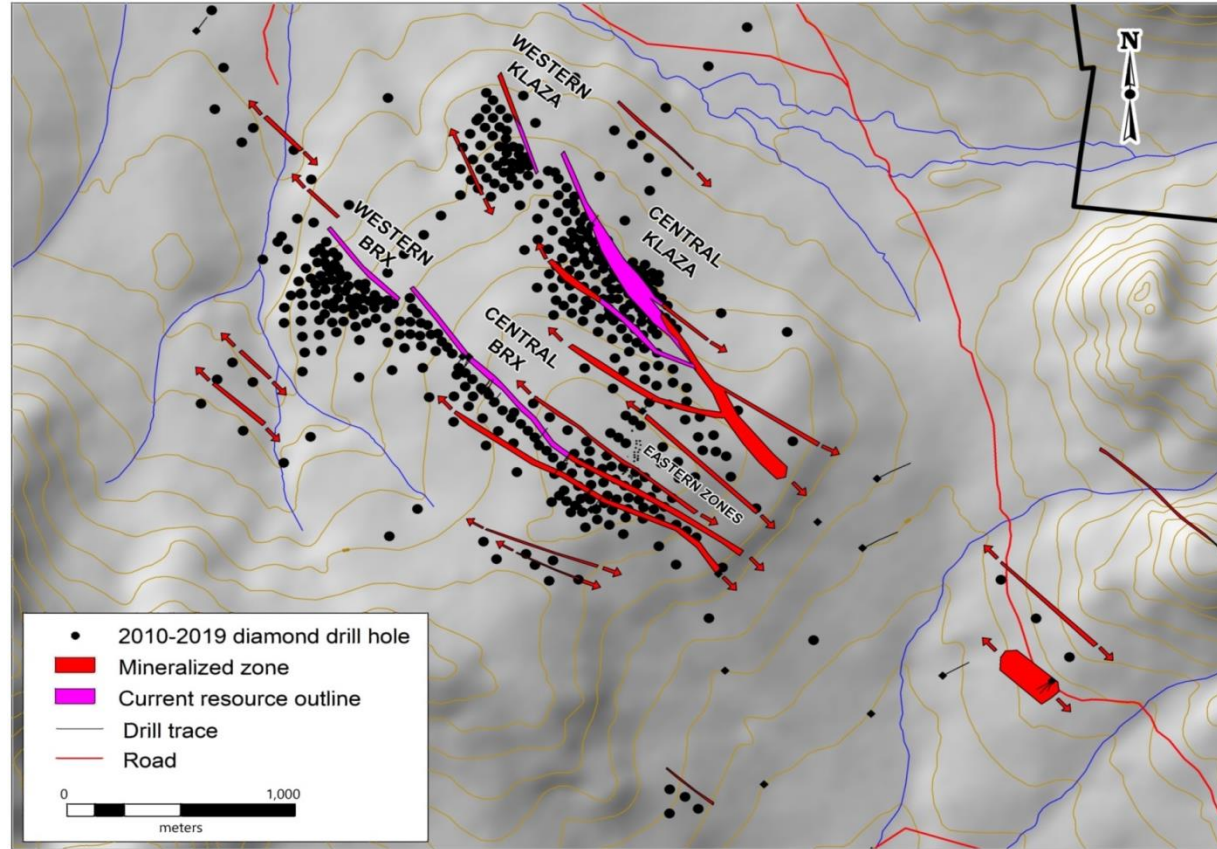 WESTERN
KLAZA
N
WESTERN
BRX
CENTRAL
KLAZA
CENTRAL
BRX
EASTERN ZONES
2010-2019 diamond drill hole
Mineralized zone
Current resource outline
Drill trace
Road
0 1,000
meters